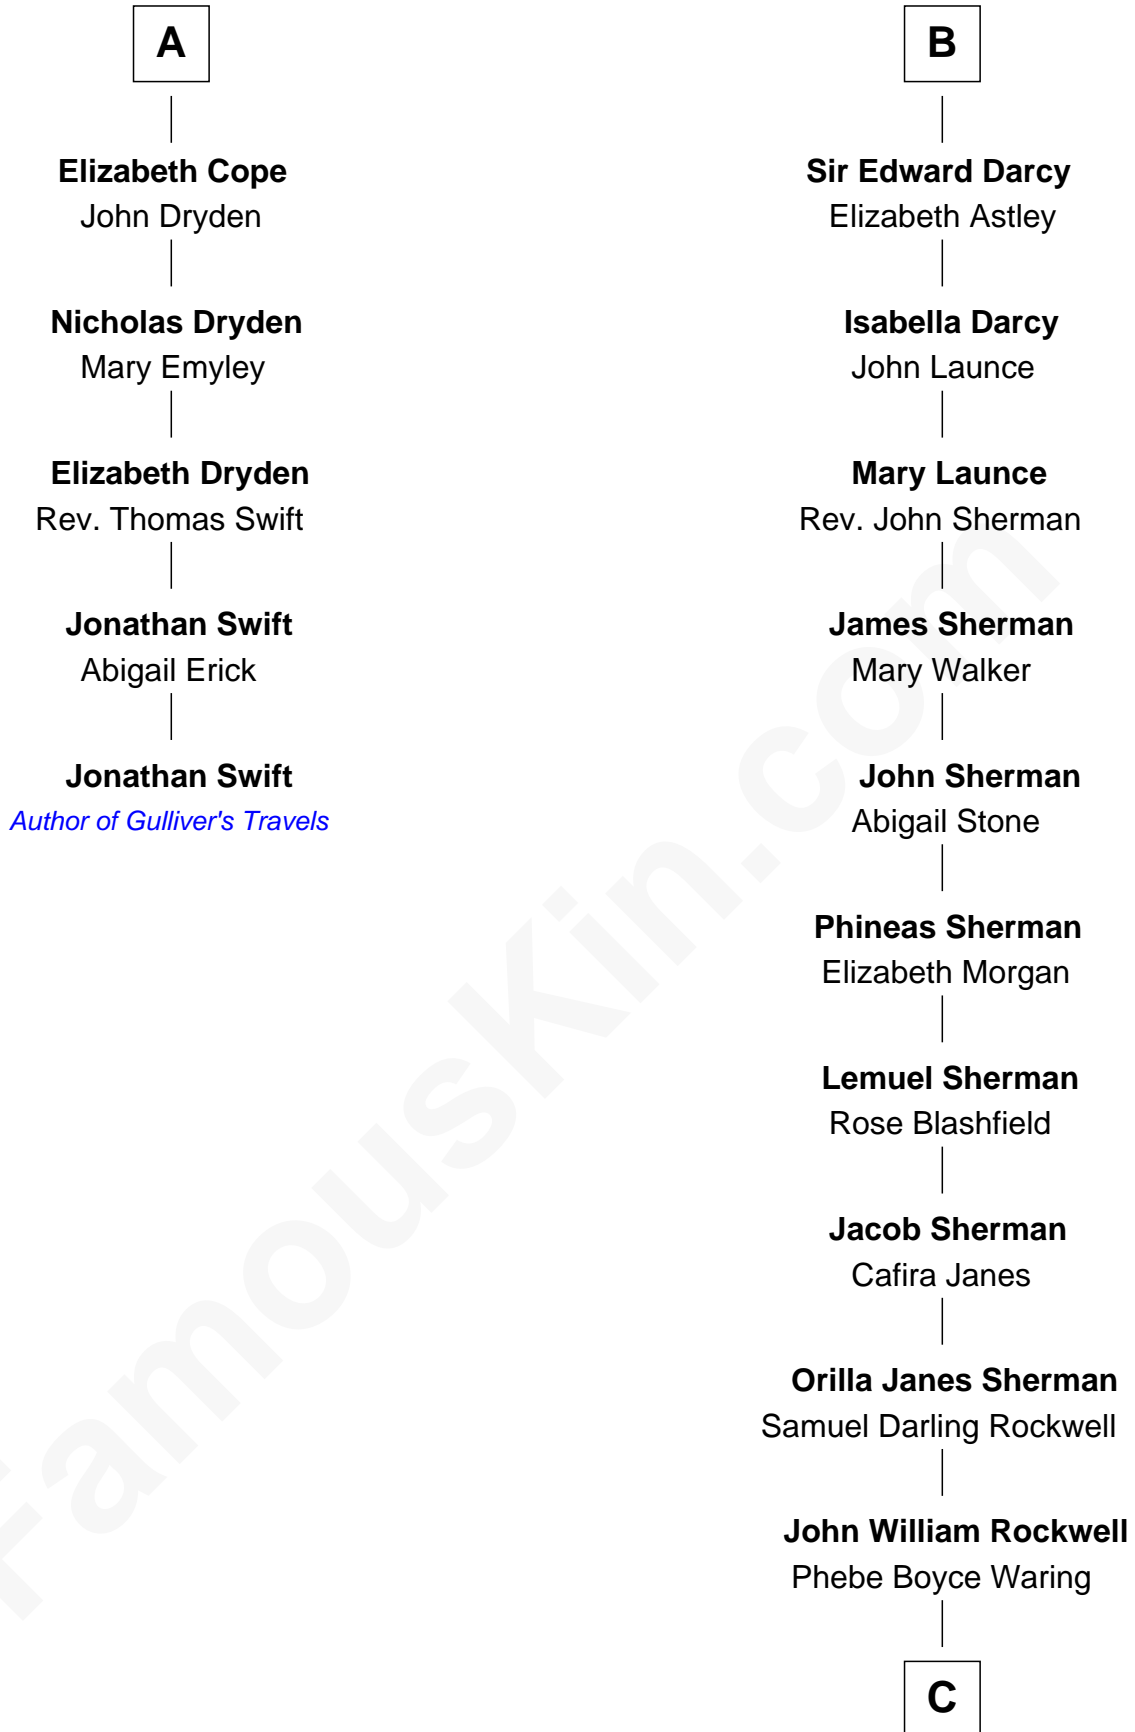 A
Elizabeth Cope
John Dryden
Nicholas Dryden
Mary Emyley
Elizabeth Dryden
Rev. Thomas Swift
Jonathan Swift
Abigail Erick
Jonathan Swift
Author of Gulliver's Travels
B
Sir Edward Darcy
Elizabeth Astley
Isabella Darcy
John Launce
Mary Launce
Rev. John Sherman
James Sherman
Mary Walker
John Sherman
Abigail Stone
Phineas Sherman
Elizabeth Morgan
Lemuel Sherman
Rose Blashfield
Jacob Sherman
Cafira Janes
Orilla Janes Sherman
Samuel Darling Rockwell
John William Rockwell
Phebe Boyce Waring
C
FamousKin.com